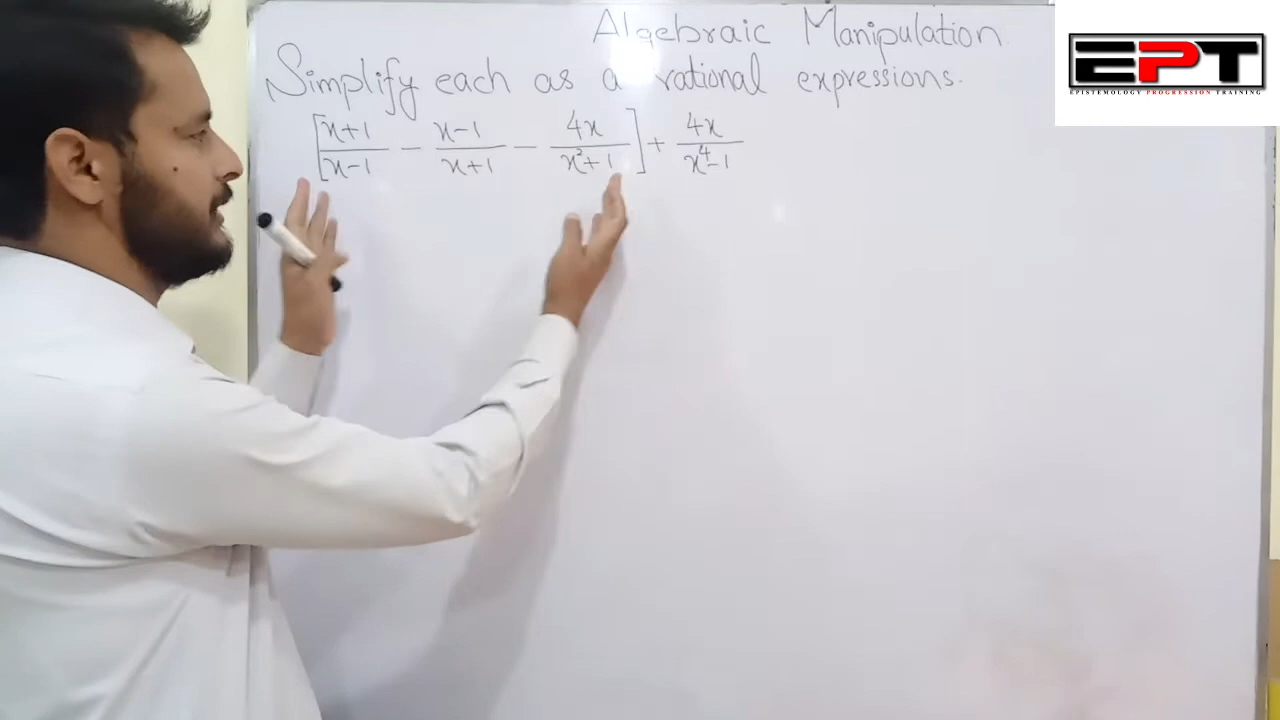 Algebraic Manipulation
EPT
EPISTEMOLOGY PROGRESSION TRAINING
Simplify each as a rational expressions.
[x+1/x-1 - x-1/x+1 - 4x/x²+1] + 4x/x⁴-1